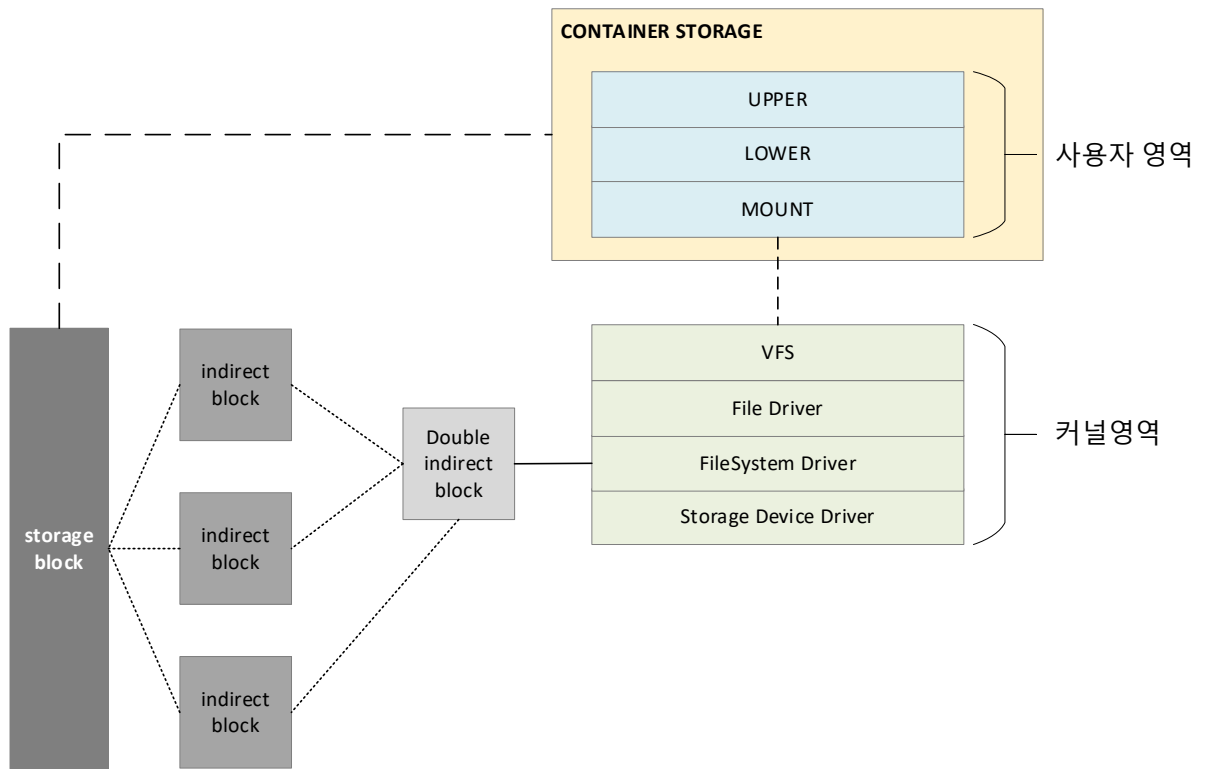 CONTAINER STORAGE
UPPER
LOWER
MOUNT
사용자 영역
VFS
File Driver
FileSystem Driver
Storage Device Driver
커널영역
Double
indirect
block
indirect
block
indirect
block
indirect
block
storage
block